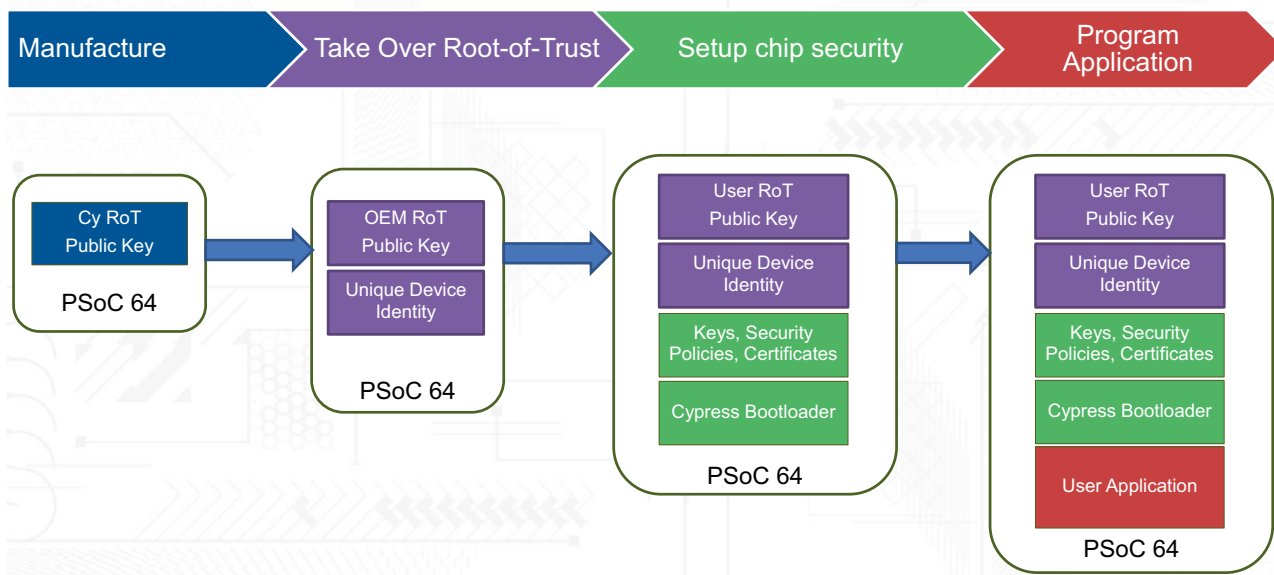 Manufacture
Take Over Root-of-Trust
Setup chip security
Program
Application
Cy RoT
Public Key
PSoC 64
OEM RoT
Public Key
Unique Device
Identity
PSoC 64
User RoT
Public Key
Unique Device
Identity
Keys, Security
Policies, Certificates
Cypress Bootloader
PSoC 64
User RoT
Public Key
Unique Device
Identity
Keys, Security
Policies, Certificates
Cypress Bootloader
User Application
PSoC 64